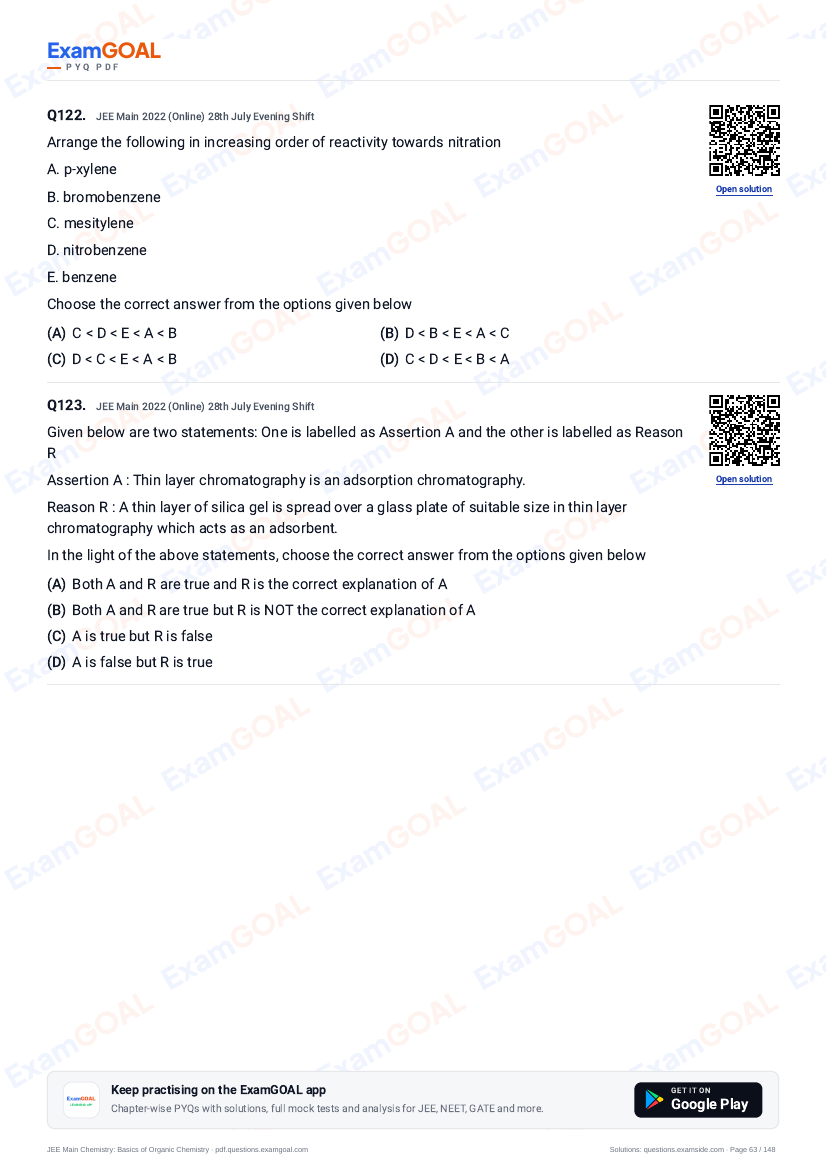 ExamGOAL
PYQ PDF
Q122. JEE Main 2022 (Online) 28th July Evening Shift
Arrange the following in increasing order of reactivity towards nitration
A. p-xylene
B. bromobenzene
C. mesitylene
D. nitrobenzene
E. benzene
Open solution
Choose the correct answer from the options given below
(A) C < D < E < A < B
(B) D < B < E < A < C
(C) D < C < E < A < B
(D) C < D < E < B < A
Q123. JEE Main 2022 (Online) 28th July Evening Shift
Given below are two statements: One is labelled as Assertion A and the other is labelled as Reason
R
Assertion A : Thin layer chromatography is an adsorption chromatography.
Open solution
Reason R : A thin layer of silica gel is spread over a glass plate of suitable size in thin layer
chromatography which acts as an adsorbent.
In the light of the above statements, choose the correct answer from the options given below
(A) Both A and R are true and R is the correct explanation of A
(B) Both A and R are true but R is NOT the correct explanation of A
(C) A is true but R is false
(D) A is false but R is true
ExamGOAL
Keep practising on the ExamGOAL app
Chapter-wise PYQs with solutions, full mock tests and analysis for JEE, NEET, GATE and more.
GET IT ON
Google Play
JEE Main Chemistry: Basics of Organic Chemistry · pdf.questions.examgoal.com
Solutions: questions.examside.com · Page 63 / 148